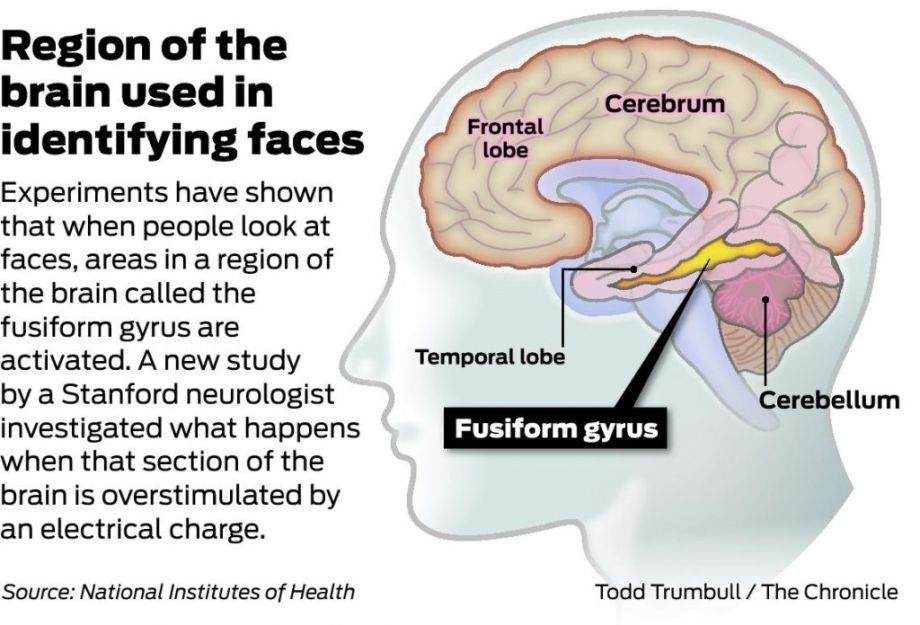 Region of the
brain used in
identifying faces
Experiments have shown
that when people look at
faces, areas in a region of
the brain called the
fusiform gyrus are
activated. A new study
by a Stanford neurologist
investigated what happens
when that section of the
brain is overstimulated by
an electrical charge.
Cerebrum
Frontal
lobe
Temporal lobe
Cerebellum
Fusiform gyrus
Source: National Institutes of Health
Todd Trumbull / The Chronicle